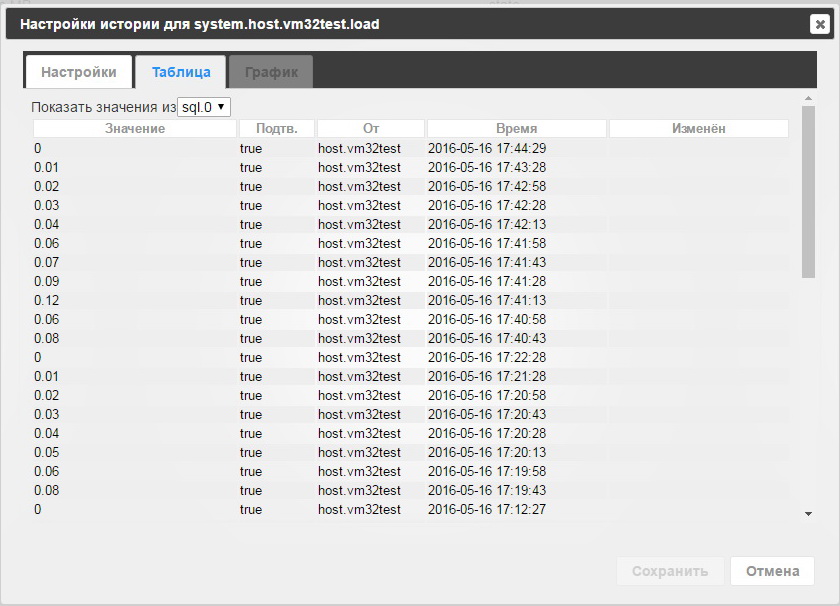 Настройки истории для system.host.vm32test.load
Настройки Таблица График
Показать значения из sql.0
Значение Подтв. От Время Изменён
0 true host.vm32test 2016-05-16 17:44:29
0.01 true host.vm32test 2016-05-16 17:43:28
0.02 true host.vm32test 2016-05-16 17:42:58
0.03 true host.vm32test 2016-05-16 17:42:28
0.04 true host.vm32test 2016-05-16 17:42:13
0.06 true host.vm32test 2016-05-16 17:41:58
0.07 true host.vm32test 2016-05-16 17:41:43
0.09 true host.vm32test 2016-05-16 17:41:28
0.12 true host.vm32test 2016-05-16 17:41:13
0.06 true host.vm32test 2016-05-16 17:40:58
0.08 true host.vm32test 2016-05-16 17:40:43
0 true host.vm32test 2016-05-16 17:22:28
0.01 true host.vm32test 2016-05-16 17:21:28
0.02 true host.vm32test 2016-05-16 17:20:58
0.03 true host.vm32test 2016-05-16 17:20:43
0.04 true host.vm32test 2016-05-16 17:20:28
0.05 true host.vm32test 2016-05-16 17:20:13
0.06 true host.vm32test 2016-05-16 17:19:58
0.08 true host.vm32test 2016-05-16 17:19:43
0 true host.vm32test 2016-05-16 17:12:27
Сохранить Отмена